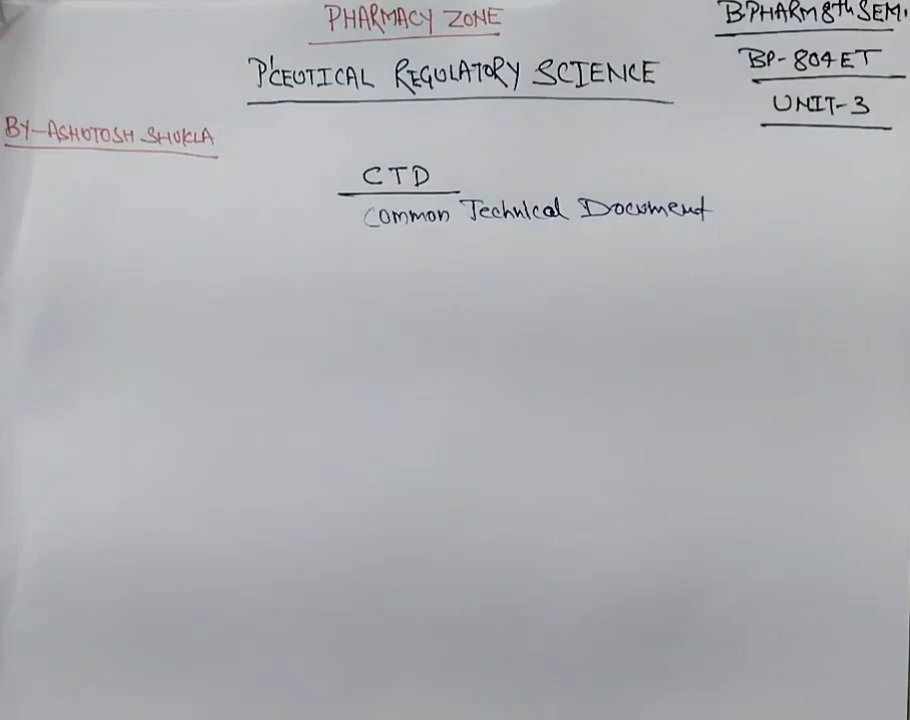 PHARMACY ZONE
B.PHARM 8th SEM.
P'CEUTICAL REGULATORY SCIENCE
BP-804ET
UNIT-3
BY-ASHUTOSH SHUKLA
CTD
Common Technical Document